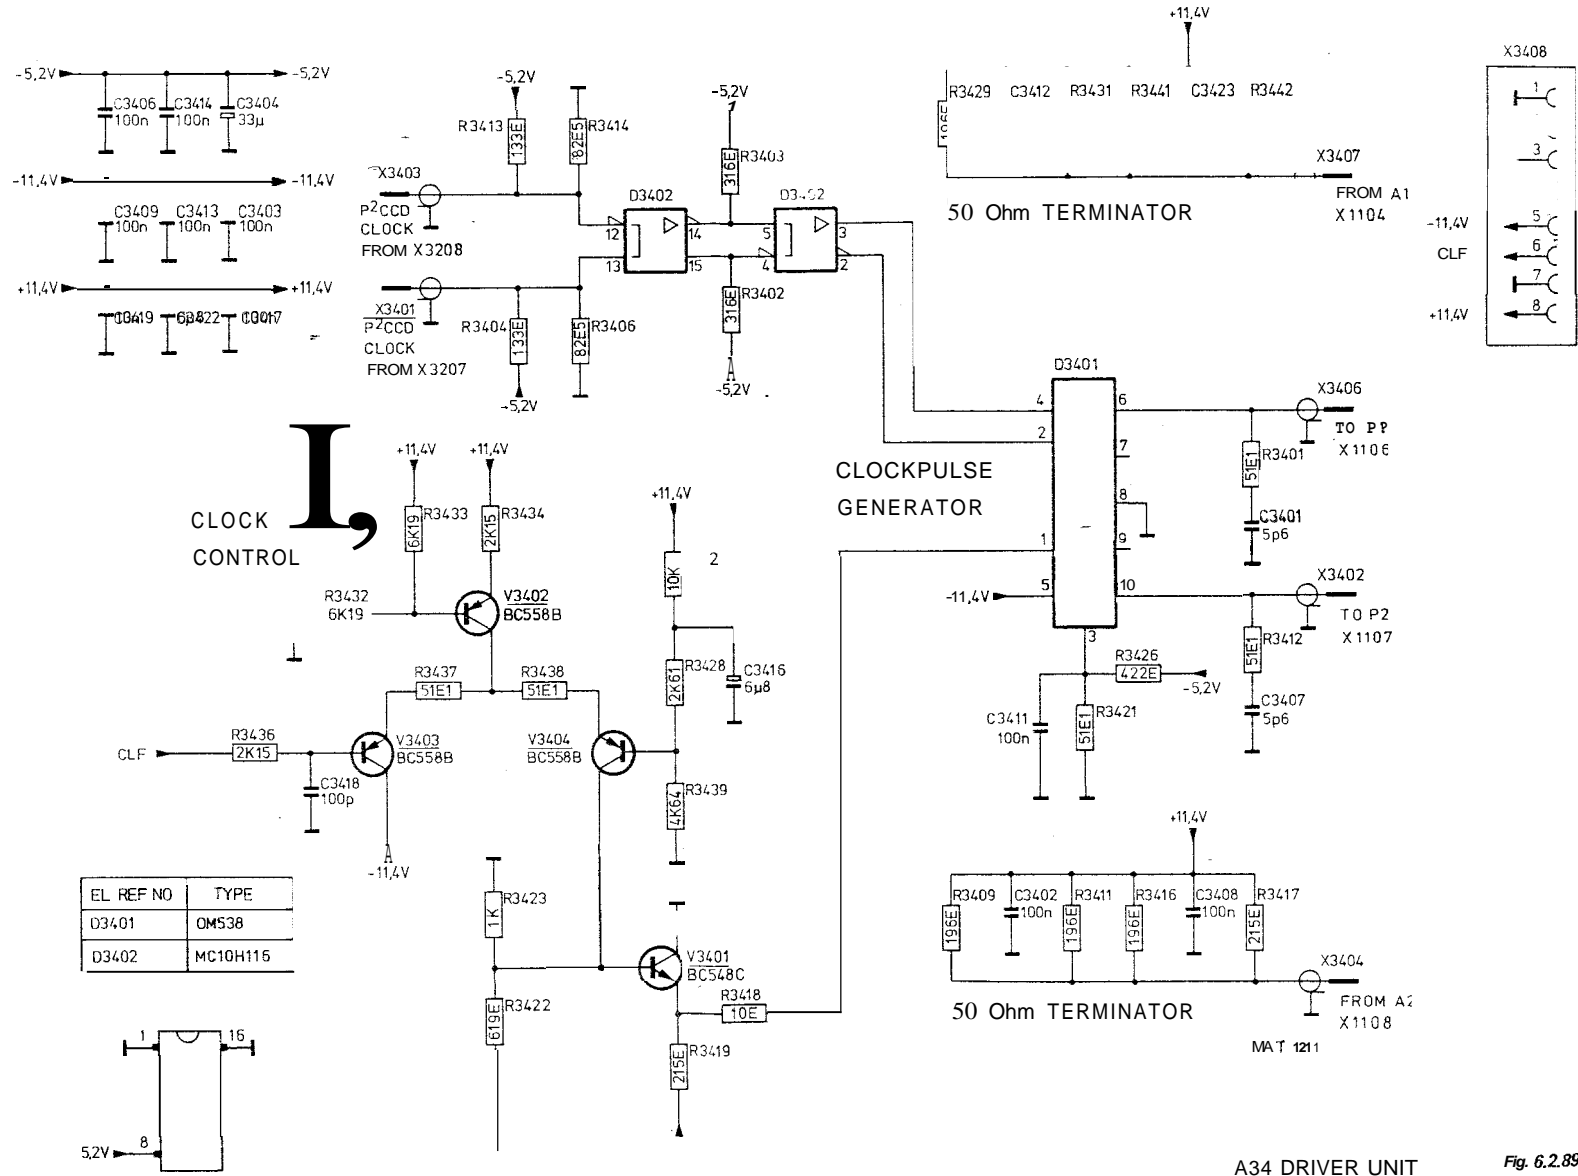 -5,2V
-5,2V
C3406
100n
C3414
100n
C3404
33µ
-11,4V
-11,4V
C3409
100n
C3413
100n
C3403
100n
+11,4V
+11,4V
-5,2V
R3413
133E
82E5
R3414
X3403
P²CCD
CLOCK
FROM X3208
X3401
P²CCD
CLOCK
FROM X3207
R3404
133E
82E5
R3406
-5,2V
D3402
12
13
14
15
-5,2V
R3403
316E
R3402
316E
-5,2V
5
4
3
2
+11,4V
R3429
C3412
R3431
R3441
C3423
R3442
X3407
FROM A1
X1104
50 Ohm TERMINATOR
X3408
1
3
-11,4V
5
CLF
6
7
+11,4V
8
D3401
4
2
1
5
3
6
7
8
9
10
CLOCKPULSE
GENERATOR
-11,4V
X3406
TO PP
X1106
R3401
51E1
C3401
5p6
X3402
TO P2
X1107
R3412
51E1
C3407
5p6
R3426
422E
-5,2V
C3411
100n
R3421
51E1
CLOCK
I,
CONTROL
+11,4V
+11,4V
R3433
6K19
R3434
2K15
R3432
6K19
V3402
BC558B
+11,4V
10K
2
R3428
2K61
C3416
6µ8
R3437
51E1
R3438
51E1
CLF
R3436
2K15
C3418
100p
V3403
BC558B
V3404
BC558B
R3439
4K64
-11,4V
R3423
1K
R3422
619E
V3401
BC548C
R3418
10E
R3419
215E
EL REF NO TYPE
D3401 OM538
D3402 MC10H115
1
16
5,2V
8
+11,4V
R3409
196E
C3402
100n
R3411
196E
R3416
196E
C3408
100n
R3417
215E
X3404
FROM A2
X1108
50 Ohm TERMINATOR
MAT 1211
A34 DRIVER UNIT
Fig. 6.2.89